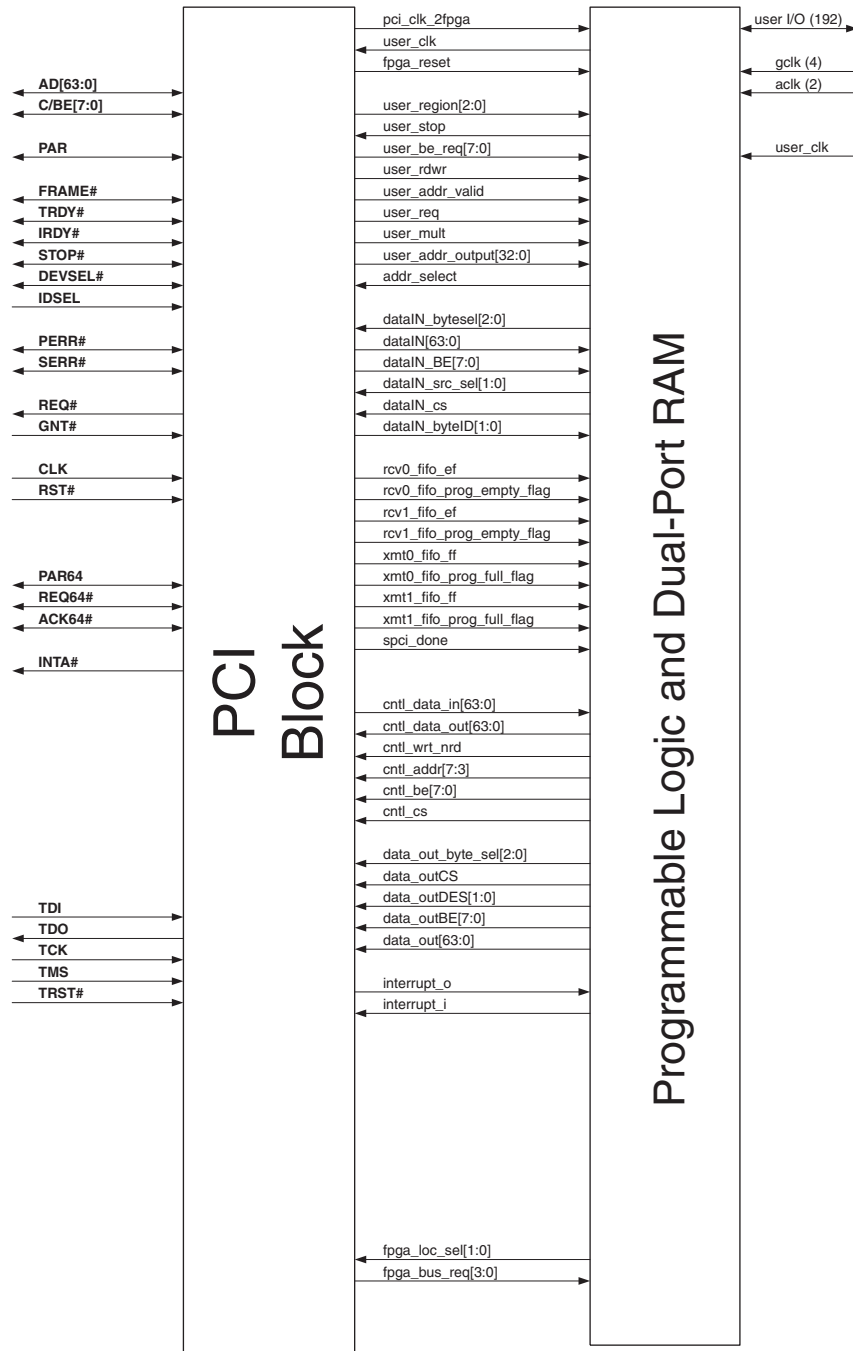 pci_clk_2fpga
user I/O (192)
user_clk
fpga_reset
gclk (4)
AD[63:0]
aclk (2)
C/BE[7:0]
user_region[2:0]
user_stop
PAR
user_be_req[7:0]
user_clk
user_rdwr
FRAME#
user_addr_valid
TRDY#
user_req
IRDY#
user_mult
STOP#
user_addr_output[32:0]
DEVSEL#
addr_select
IDSEL
dataIN_bytesel[2:0]
PERR#
dataIN[63:0]
SERR#
dataIN_BE[7:0]
dataIN_src_sel[1:0]
REQ#
dataIN_cs
GNT#
dataIN_byteID[1:0]
CLK
rcv0_fifo_ef
RST#
rcv0_fifo_prog_empty_flag
rcv1_fifo_ef
rcv1_fifo_prog_empty_flag
xmt0_fifo_ff
PAR64
xmt0_fifo_prog_full_flag
REQ64#
xmt1_fifo_ff
ACK64#
xmt1_fifo_prog_full_flag
spci_done
INTA#
PCI
Block
Programmable Logic and Dual-Port RAM
cntl_data_in[63:0]
cntl_data_out[63:0]
cntl_wrt_nrd
cntl_addr[7:3]
cntl_be[7:0]
cntl_cs
data_out_byte_sel[2:0]
data_outCS
TDI
data_outDES[1:0]
TDO
data_outBE[7:0]
TCK
data_out[63:0]
TMS
interrupt_o
TRST#
interrupt_i
fpga_loc_sel[1:0]
fpga_bus_req[3:0]